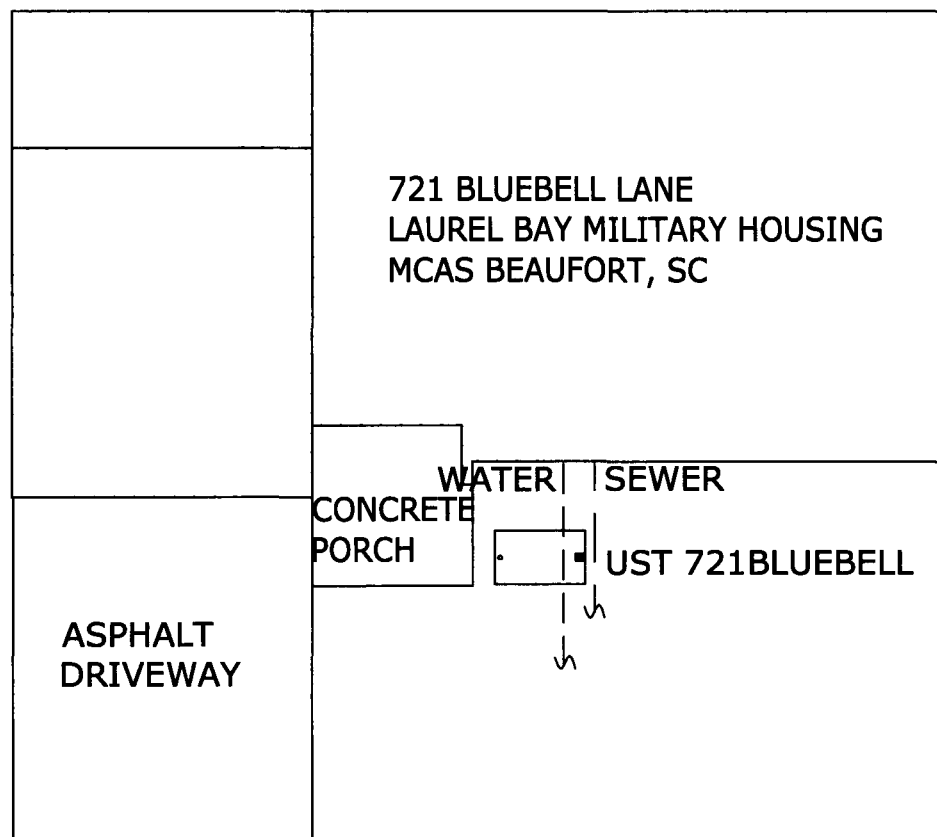 721 BLUEBELL LANE
LAUREL BAY MILITARY HOUSING
MCAS BEAUFORT, SC
WATER
SEWER
CONCRETE
PORCH
UST 721BLUEBELL
ASPHALT
DRIVEWAY